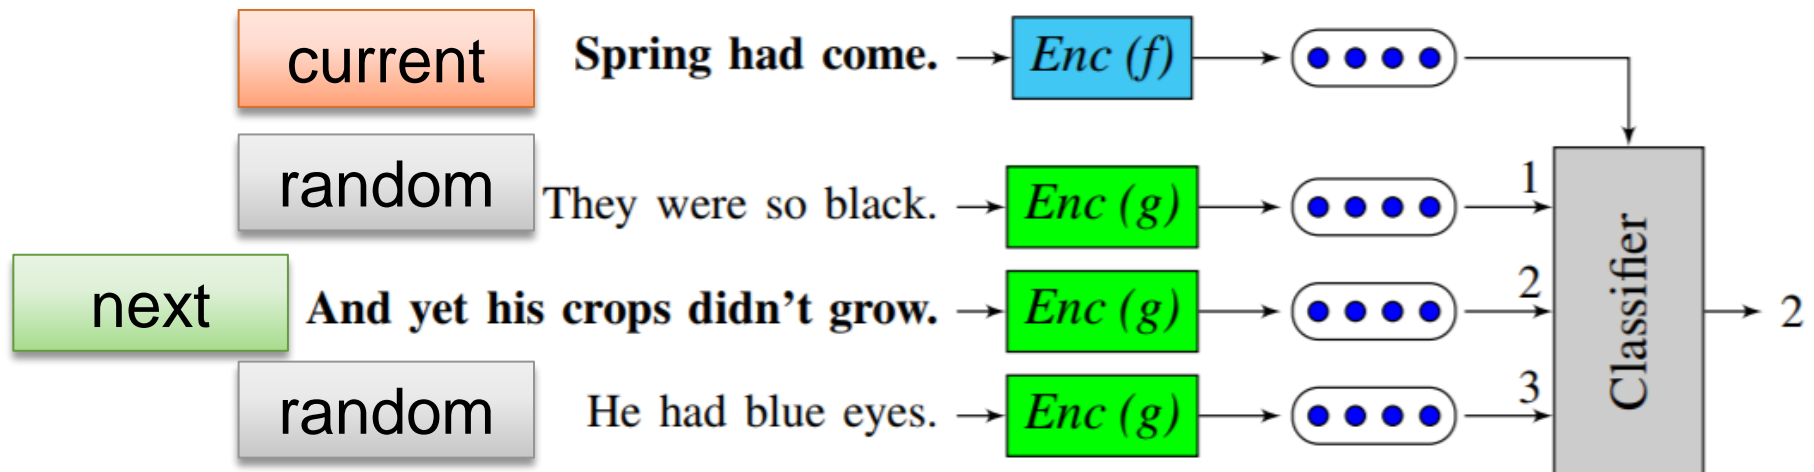 current Spring had come. Enc (f)
random They were so black. Enc (g) 1
next And yet his crops didn't grow. Enc (g) 2
random He had blue eyes. Enc (g) 3
Classifier
2